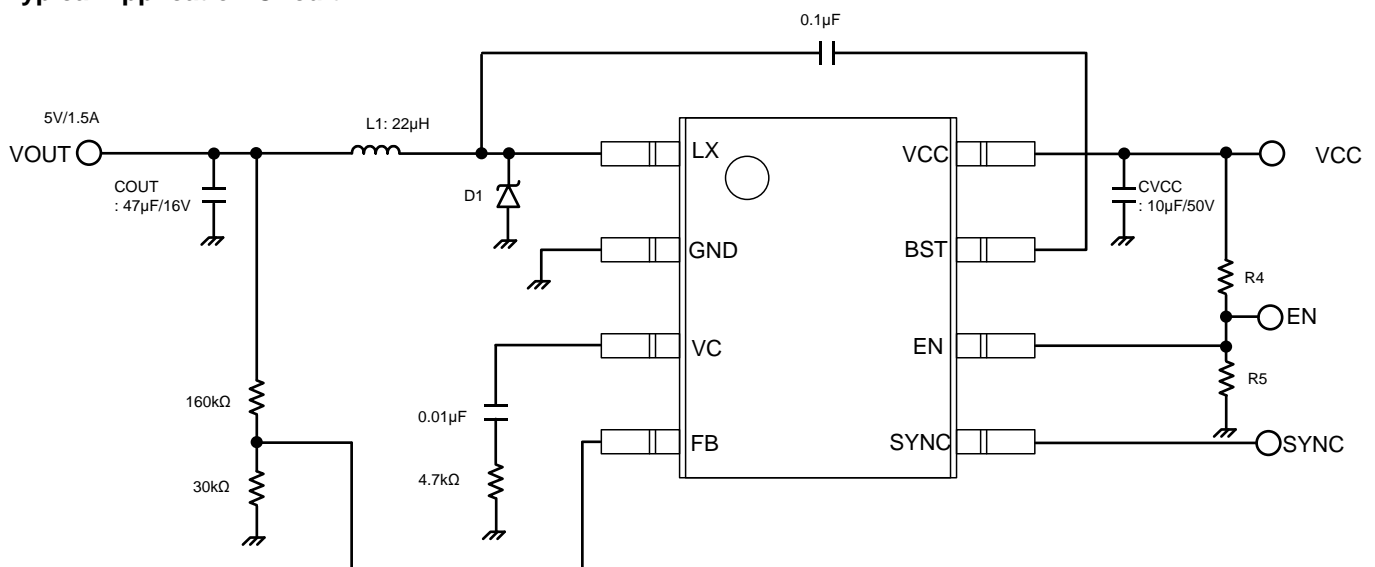 0.1µF
5V/1.5A
L1: 22µH
VOUT
LX
VCC
VCC
COUT
: 47µF/16V
D1
CVCC
: 10µF/50V
GND
BST
R4
EN
VC
EN
R5
160kΩ
0.01µF
FB
SYNC
SYNC
30kΩ
4.7kΩ